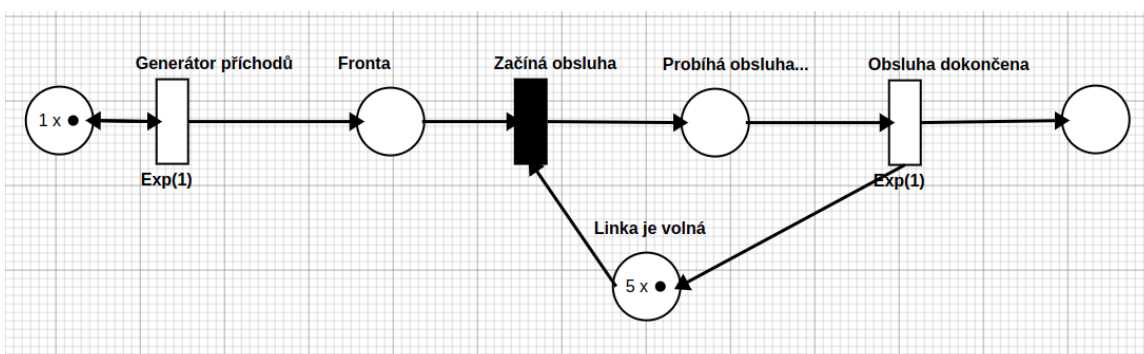 Generátor příchodů
Fronta
Začíná obsluha
Probíhá obsluha...
Obsluha dokončena
1 x ●
Exp(1)
Exp(1)
Linka je volná
5 x ●